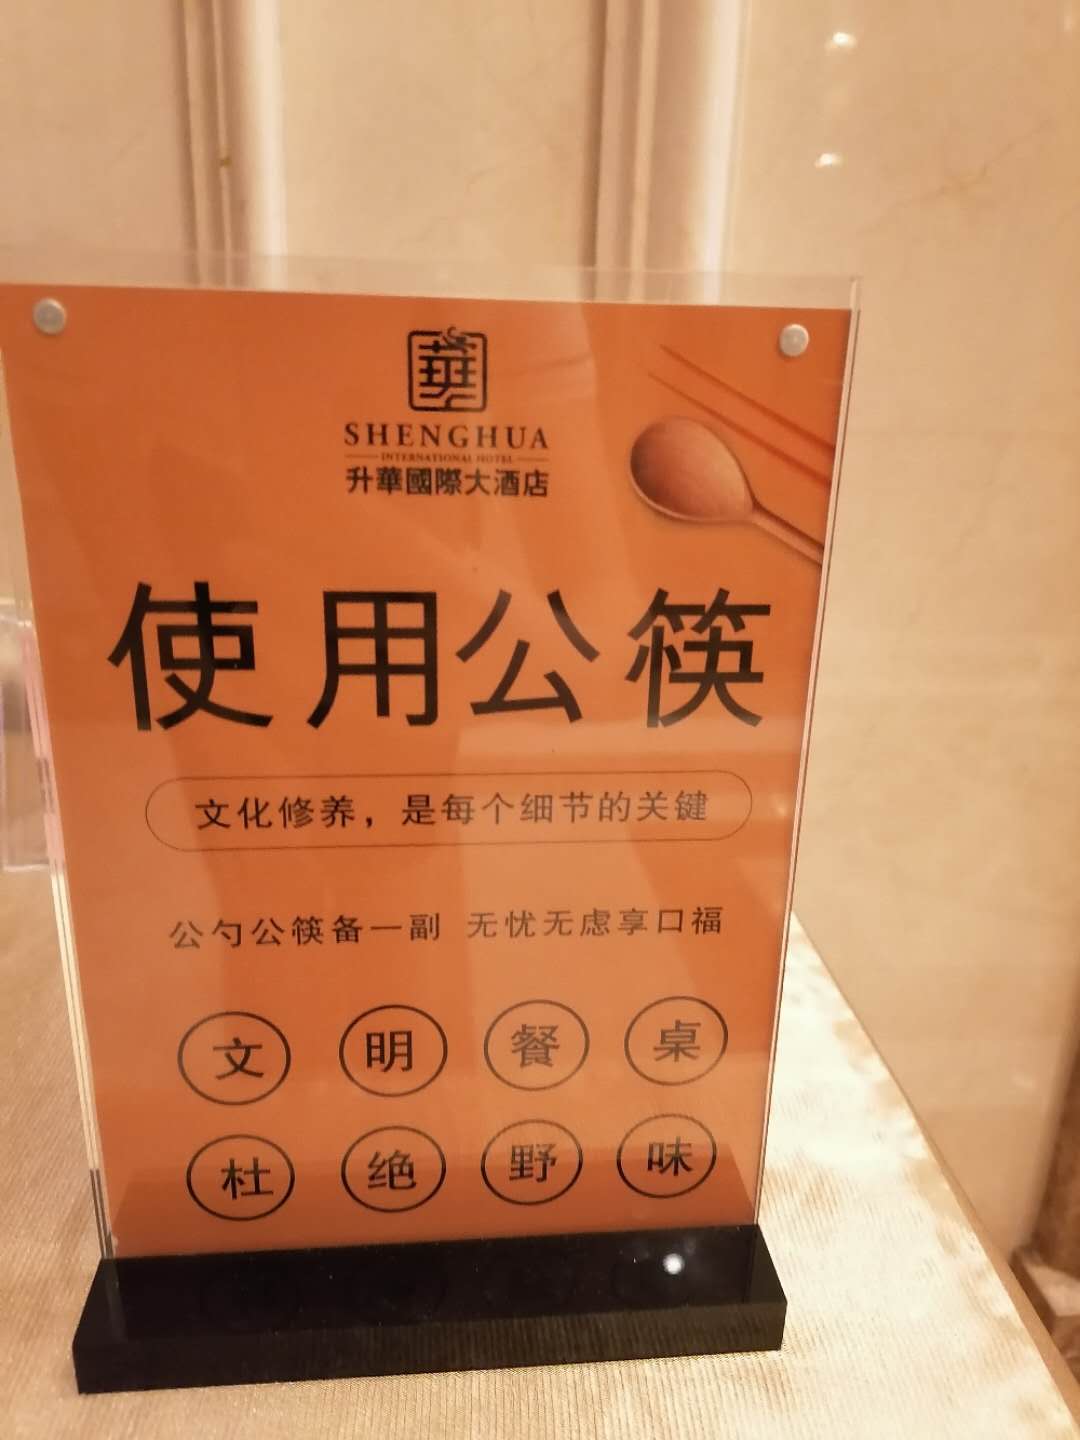 華
SHENGHUA
INTERNATIONAL HOTEL
升華國際大酒店
使用公筷
文化修养，是每个细节的关键
公勺公筷备一副 无忧无虑享口福
文明餐桌
杜绝野味